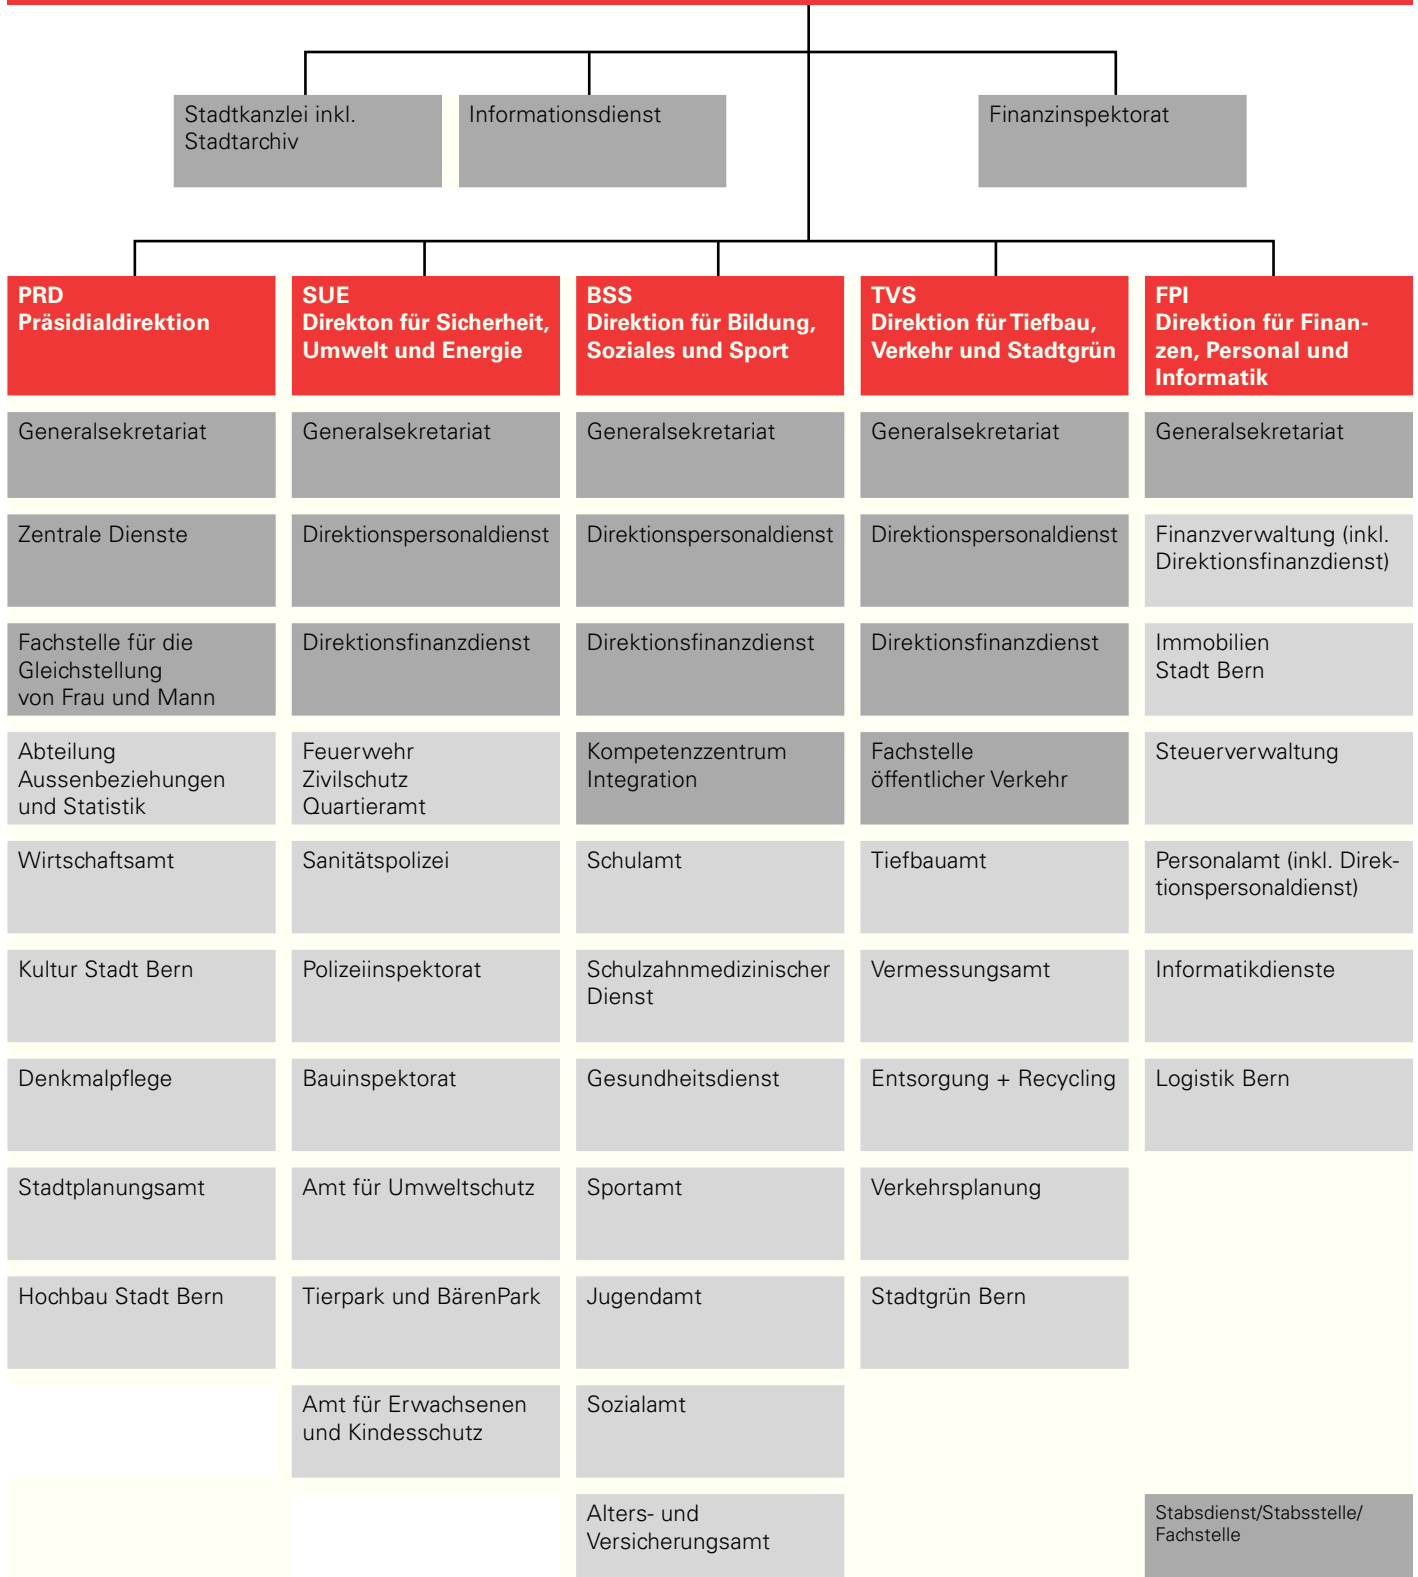 Stadtkanzlei inkl.
Stadtarchiv
Informationsdienst
Finanzinspektorat
PRD
Präsidialdirektion
SUE
Direkton für Sicherheit,
Umwelt und Energie
BSS
Direktion für Bildung,
Soziales und Sport
TVS
Direktion für Tiefbau,
Verkehr und Stadtgrün
FPI
Direktion für Finan-
zen, Personal und
Informatik
Generalsekretariat
Generalsekretariat
Generalsekretariat
Generalsekretariat
Generalsekretariat
Zentrale Dienste
Direktionspersonaldienst
Direktionspersonaldienst
Direktionspersonaldienst
Finanzverwaltung (inkl.
Direktionsfinanzdienst)
Fachstelle für die
Gleichstellung
von Frau und Mann
Direktionsfinanzdienst
Direktionsfinanzdienst
Direktionsfinanzdienst
Immobilien
Stadt Bern
Abteilung
Aussenbeziehungen
und Statistik
Feuerwehr
Zivilschutz
Quartieramt
Kompetenzzentrum
Integration
Fachstelle
öffentlicher Verkehr
Steuerverwaltung
Wirtschaftsamt
Sanitätspolizei
Schulamt
Tiefbauamt
Personalamt (inkl. Direk-
tionspersonaldienst)
Kultur Stadt Bern
Polizeiinspektorat
Schulzahnmedizinischer
Dienst
Vermessungsamt
Informatikdienste
Denkmalpflege
Bauinspektorat
Gesundheitsdienst
Entsorgung + Recycling
Logistik Bern
Stadtplanungsamt
Amt für Umweltschutz
Sportamt
Verkehrsplanung
Hochbau Stadt Bern
Tierpark und BärenPark
Jugendamt
Stadtgrün Bern
Amt für Erwachsenen
und Kindesschutz
Sozialamt
Alters- und
Versicherungsamt
Stabsdienst/Stabsstelle/
Fachstelle